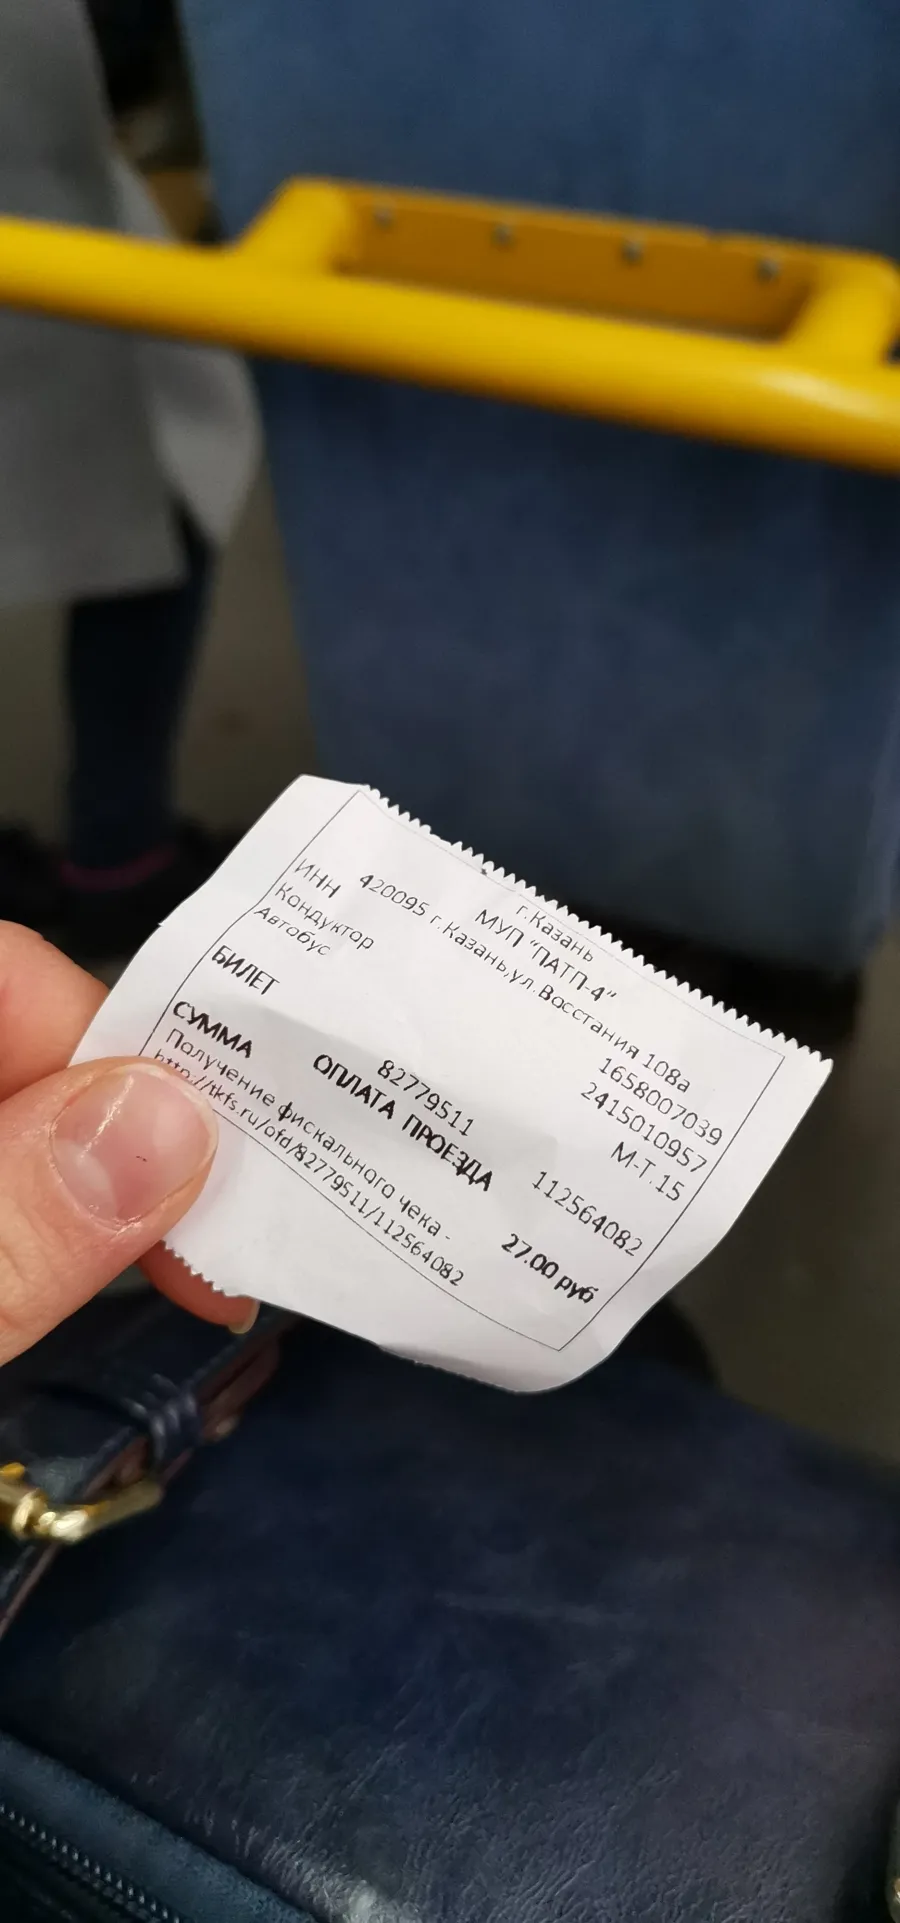 г.Казань
МУП "ПАТП-4"
420095 г.Казань,ул.Восстания 108а
ИНН 1658007039
Кондуктор 2415010957
Автобус М-Т.15
БИЛЕТ 82779511 112564082
ОПЛАТА ПРОЕЗДА
СУММА 27.00 руб
Получение фискального чека -
http://tkfs.ru/ofd/82779511/112564082